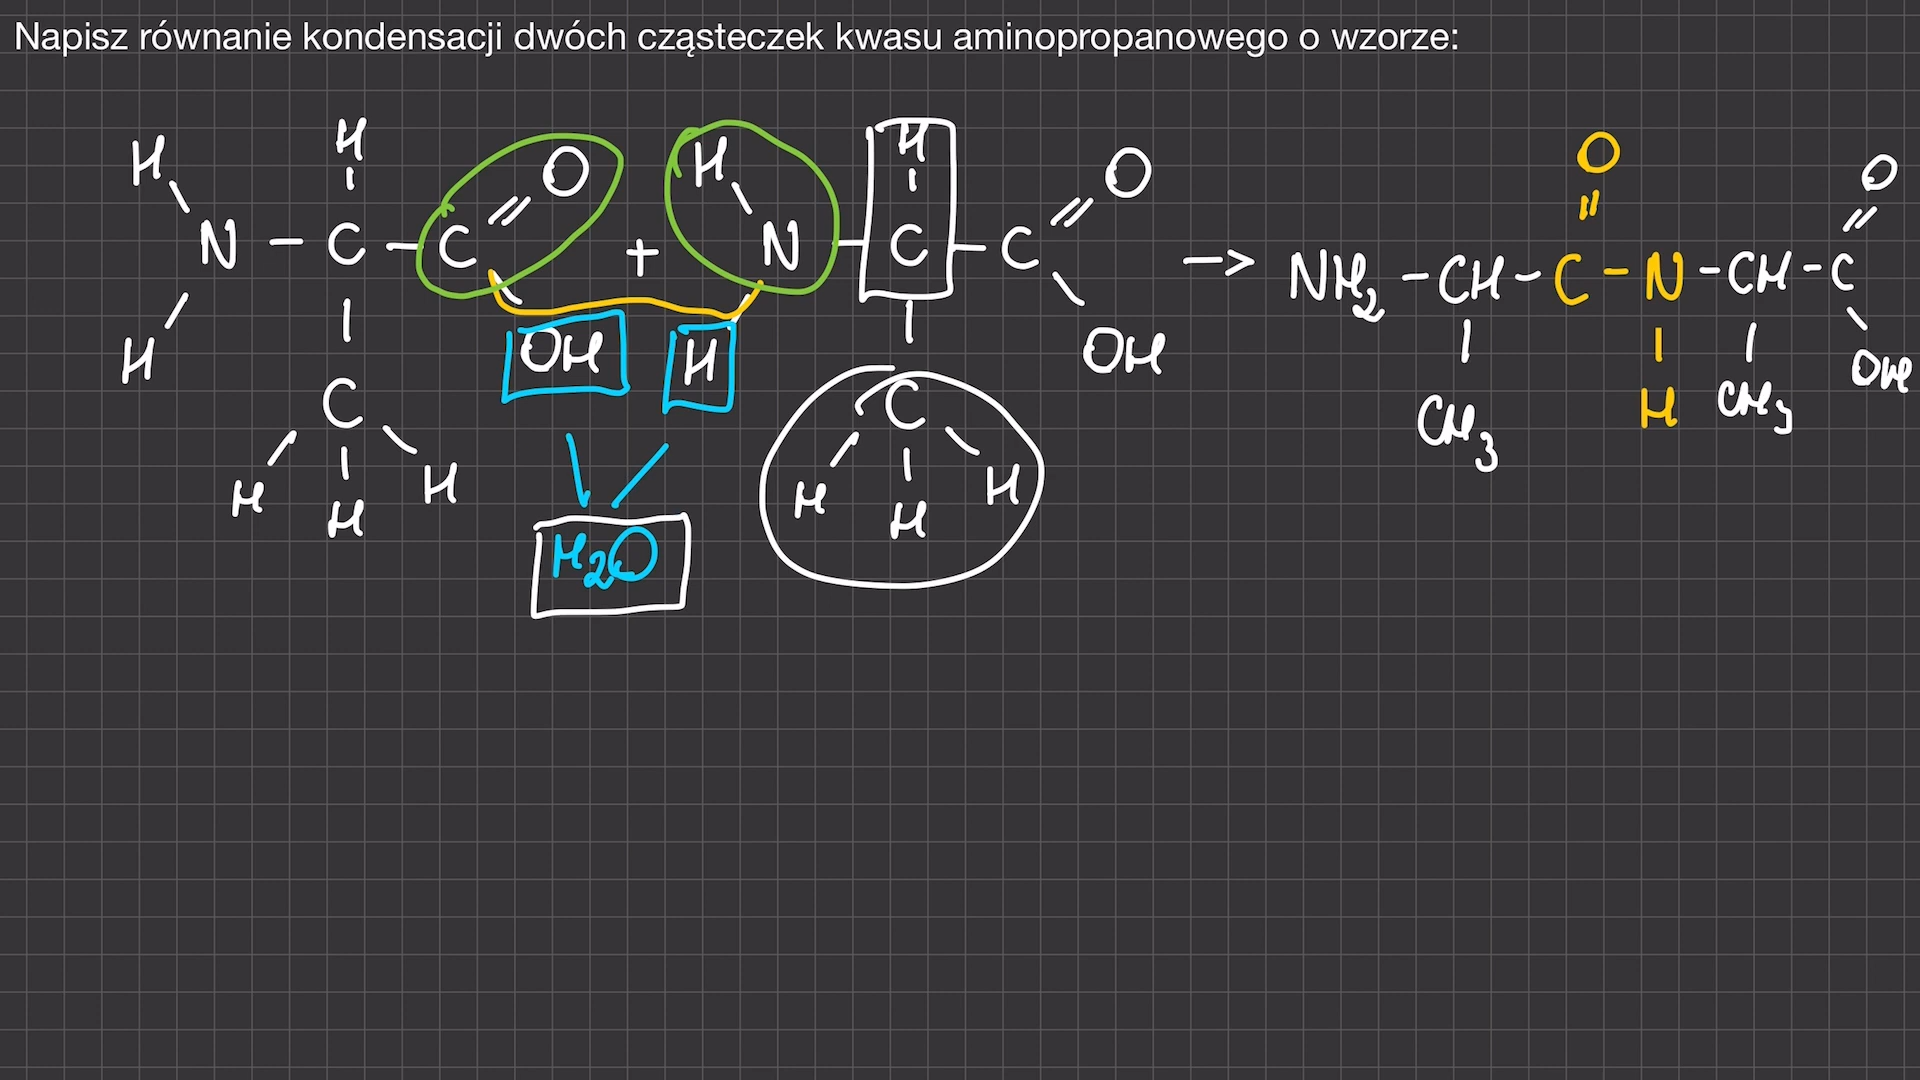 Napisz równanie kondensacji dwóch cząsteczek kwasu aminopropanowego o wzorze:
H H O H H O O O
N – C – C + N – C – C → NH₂ – CH – C – N – CH – C
H OH H OH CH₃ H CH₃ OH
C C
H H H H H H
H₂O